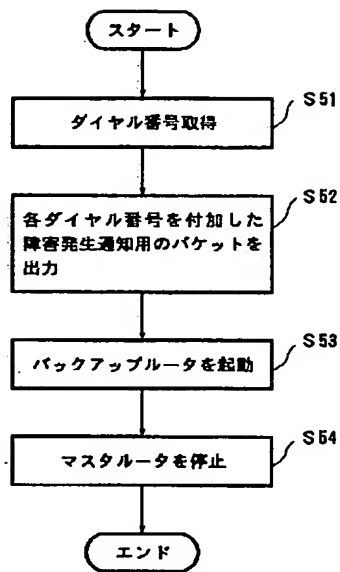 スタート
S51
ダイヤル番号取得
S52
各ダイヤル番号を付加した
障害発生通知用のパケットを
出力
S53
バックアップルータを起動
S54
マスタルータを停止
エンド